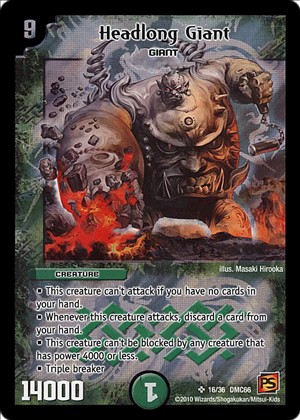 9
Headlong Giant
GIANT
illus. Masaki Hirooka
CREATURE
▪ This creature can't attack if you have no cards in
your hand.
▪ Whenever this creature attacks, discard a card from
your hand.
▪ This creature can't be blocked by any creature that
has power 4000 or less.
▪ Triple breaker
14000
1
16/36 DMC66
©2010 Wizards/Shogakukan/Mitsui-Kids
PS